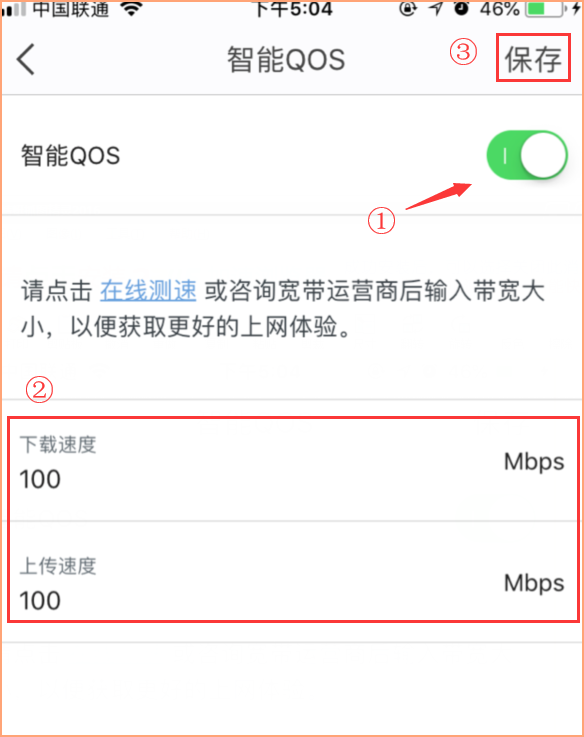 中国联通 下午5:04 46%
智能QOS ③ 保存
智能QOS
①
请点击 在线测速 或咨询宽带运营商后输入带宽大
小，以便获取更好的上网体验。
②
下载速度
100 Mbps
上传速度
100 Mbps